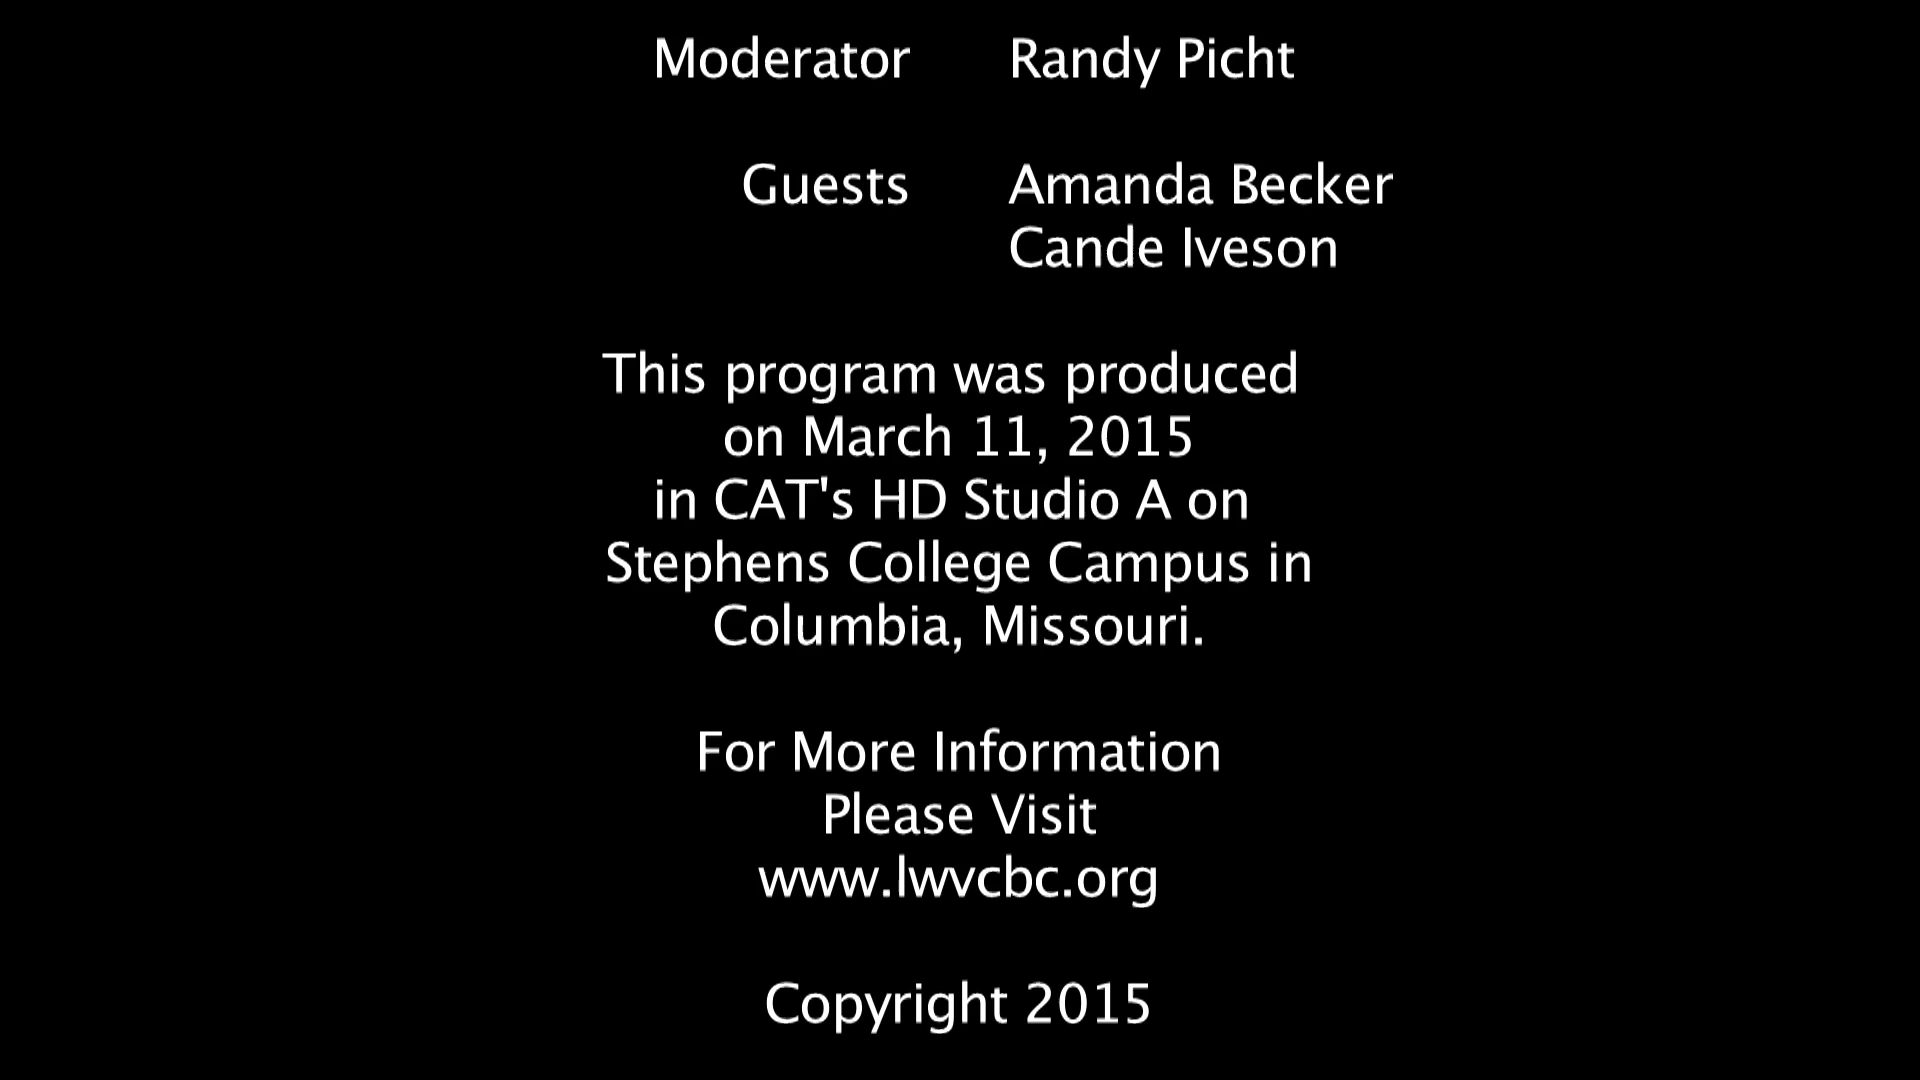 Moderator Randy Picht
Guests Amanda Becker
Cande Iveson
This program was produced
on March 11, 2015
in CAT's HD Studio A on
Stephens College Campus in
Columbia, Missouri.
For More Information
Please Visit
www.lwvcbc.org
Copyright 2015